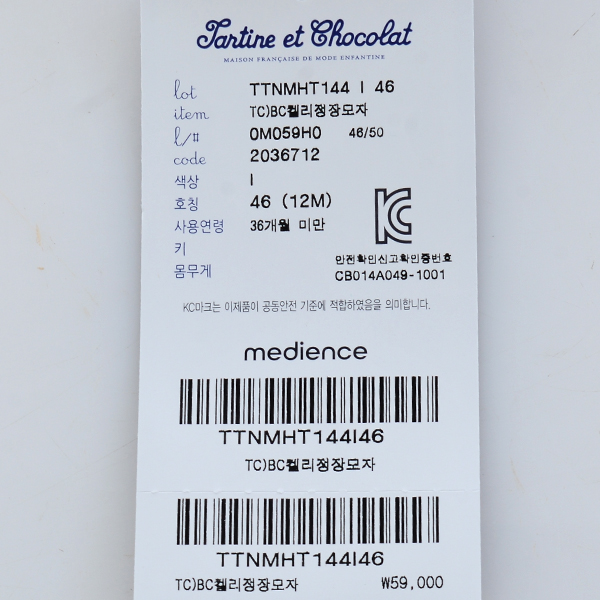 Tartine et Chocolat
MAISON FRANÇAISE DE MODE ENFANTINE
lot TTNMHT144 I 46
item TC)BC켈리정장모자
l/# 0M059H0 46/50
code 2036712
색상 I
호칭 46 (12M)
사용연령 36개월 미만
키
몸무게
KC
안전확인신고확인증번호
CB014A049-1001
KC마크는 이제품이 공동안전 기준에 적합하였음을 의미합니다.
medience
TTNMHT144I46
TC)BC켈리정장모자
TTNMHT144I46
TC)BC켈리정장모자 ₩59,000